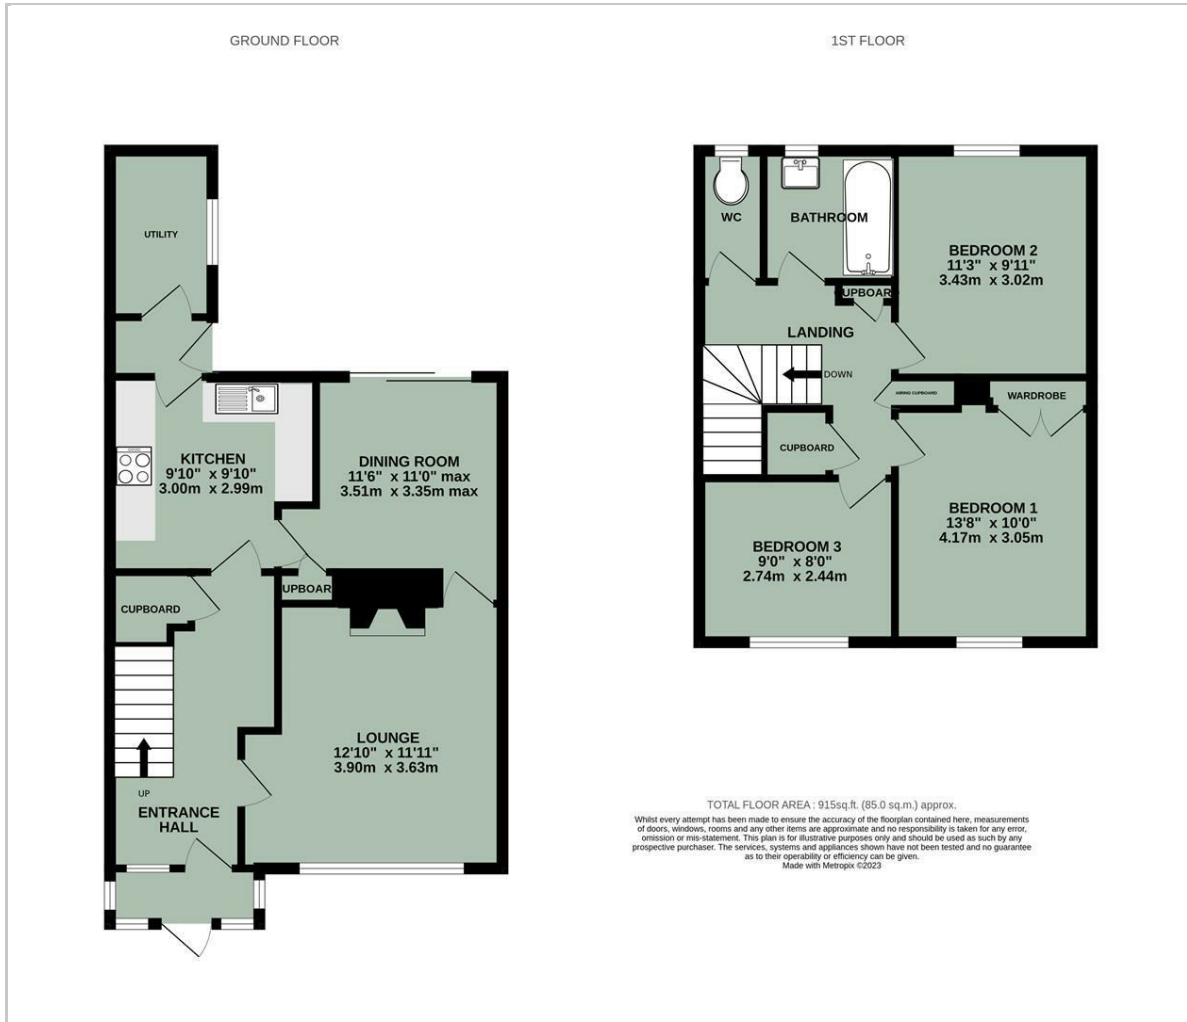 GROUND FLOOR
1ST FLOOR
UTILITY
KITCHEN
9'10" x 9'10"
3.00m x 2.99m
DINING ROOM
11'6" x 11'0" max
3.51m x 3.35m max
CUPBOARD
UPBOAR
LOUNGE
12'10" x 11'11"
3.90m x 3.63m
UP
ENTRANCE
HALL
WC
BATHROOM
BEDROOM 2
11'3" x 9'11"
3.43m x 3.02m
UPBOAR
LANDING
DOWN
AIRING CUPBOARD
WARDROBE
CUPBOARD
BEDROOM 1
13'8" x 10'0"
4.17m x 3.05m
BEDROOM 3
9'0" x 8'0"
2.74m x 2.44m
TOTAL FLOOR AREA : 915sq.ft. (85.0 sq.m.) approx.
Whilst every attempt has been made to ensure the accuracy of the floorplan contained here, measurements
of doors, windows, rooms and any other items are approximate and no responsibility is taken for any error,
omission or mis-statement. This plan is for illustrative purposes only and should be used as such by any
prospective purchaser. The services, systems and appliances shown have not been tested and no guarantee
as to their operability or efficiency can be given.
Made with Metropix ©2023